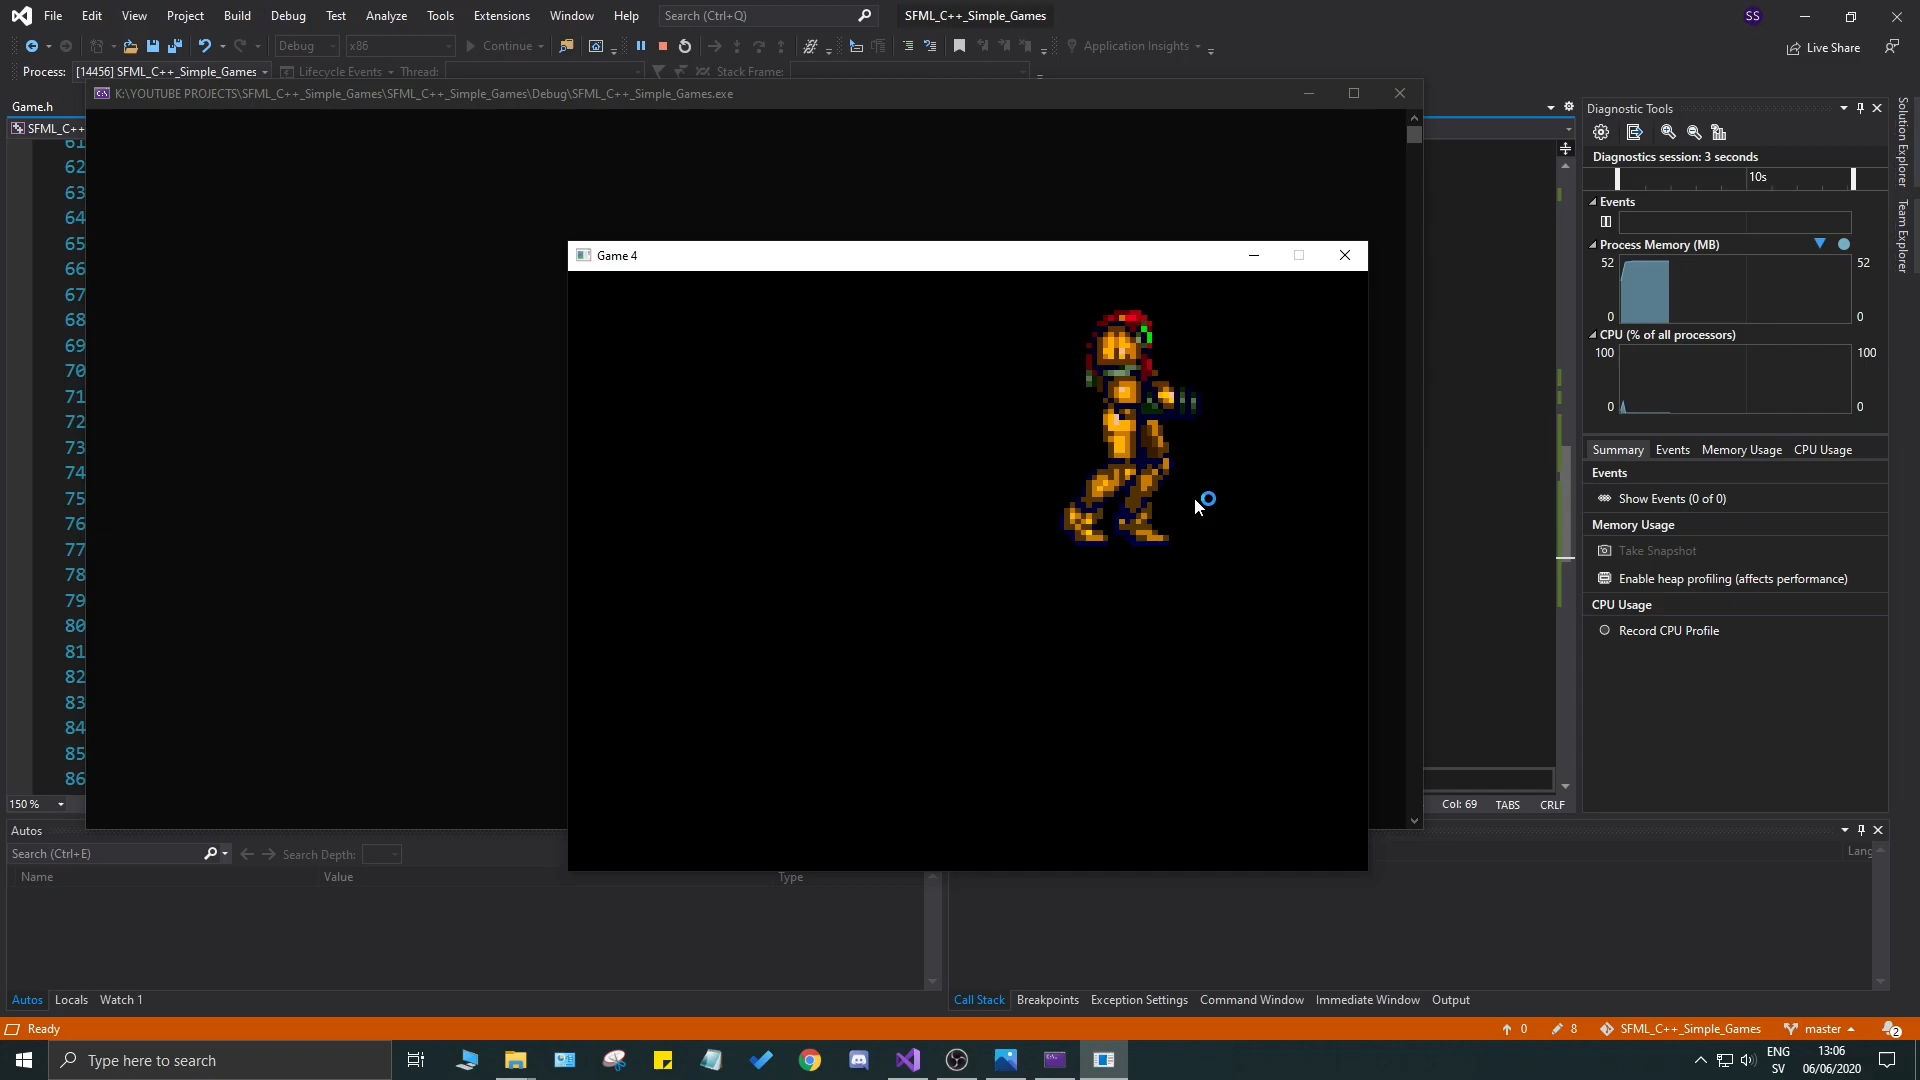 File Edit View Project Build Debug Test Analyze Tools Extensions Window Help Search (Ctrl+Q) SFML_C++_Simple_Games SS
Debug x86 Continue Application Insights Live Share
Process: [14456] SFML_C++_Simple_Games Lifecycle Events Thread: Stack Frame:
K:\YOUTUBE PROJECTS\SFML_C++_Simple_Games\SFML_C++_Simple_Games\Debug\SFML_C++_Simple_Games.exe
Game.h
SFML_C++
61
62
63
64
65
66
67
68
69
70
71
72
73
74
75
76
77
78
79
80
81
82
83
84
85
86
Game 4
150 %
Col: 69 TABS CRLF
Diagnostic Tools
Diagnostics session: 3 seconds
10s
Events
Process Memory (MB)
52 52
0 0
CPU (% of all processors)
100 100
0 0
Summary Events Memory Usage CPU Usage
Events
Show Events (0 of 0)
Memory Usage
Take Snapshot
Enable heap profiling (affects performance)
CPU Usage
Record CPU Profile
Solution Explorer
Team Explorer
Autos
Search (Ctrl+E) Search Depth:
Name Value Type
Lang
Autos Locals Watch 1
Call Stack Breakpoints Exception Settings Command Window Immediate Window Output
Ready 0 8 SFML_C++_Simple_Games master 2
Type here to search
ENG
SV
13:06
06/06/2020